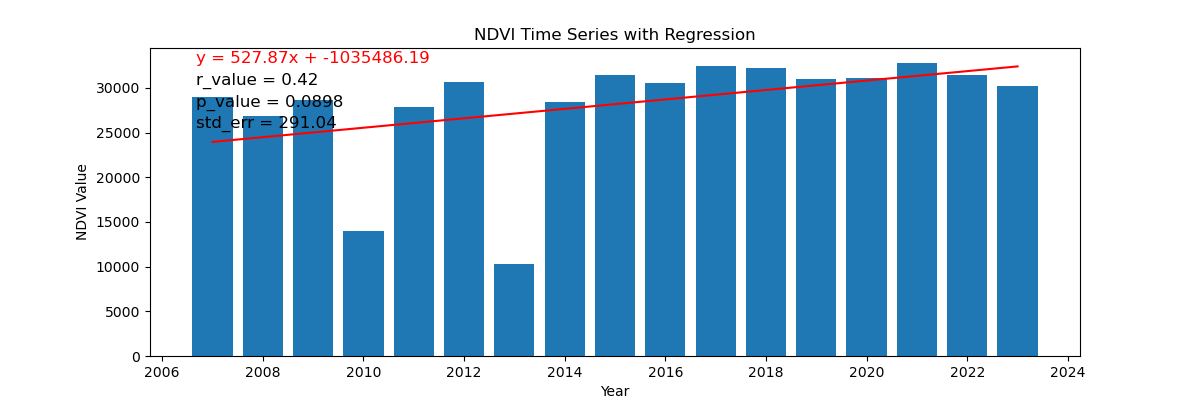 NDVI Time Series with Regression
y = 527.87x + -1035486.19
r_value = 0.42
p_value = 0.0898
std_err = 291.04
NDVI Value
30000
25000
20000
15000
10000
5000
0
2006 2008 2010 2012 2014 2016 2018 2020 2022 2024
Year